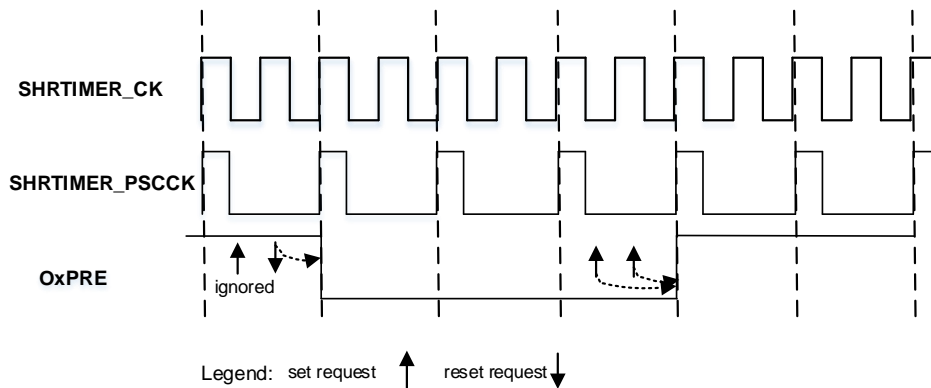 SHRTIMER_CK
SHRTIMER_PSCCK
OxPRE
ignored
Legend: set request reset request